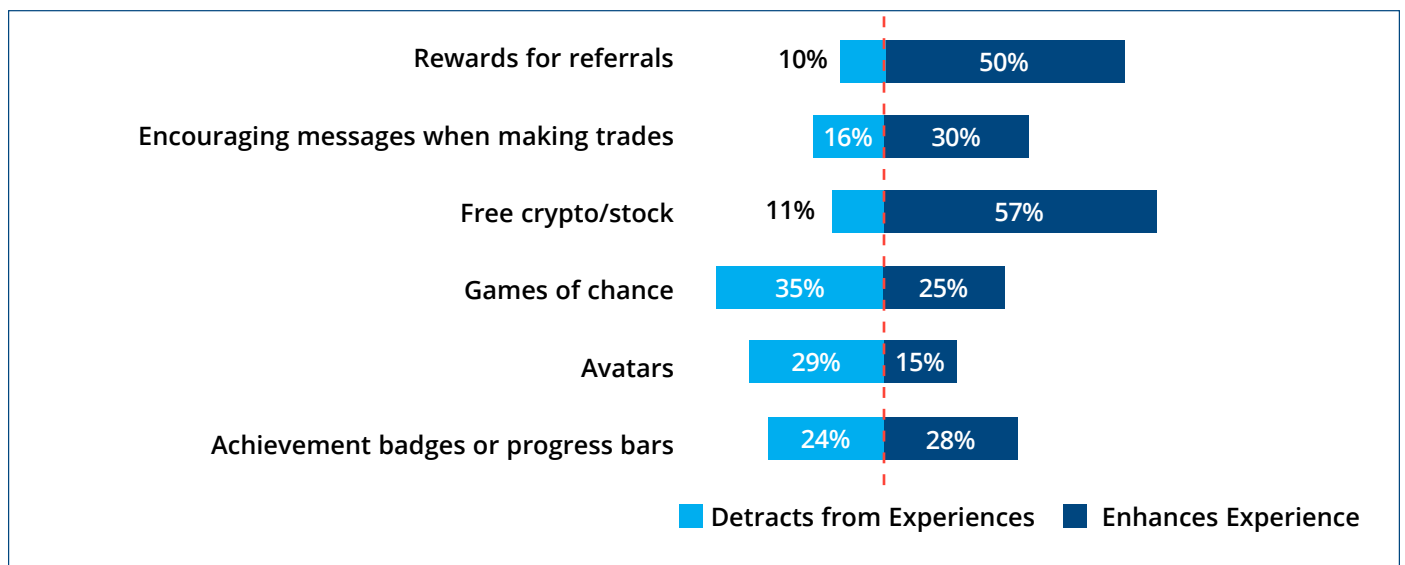 Rewards for referrals 10% 50%
Encouraging messages when making trades 16% 30%
Free crypto/stock 11% 57%
Games of chance 35% 25%
Avatars 29% 15%
Achievement badges or progress bars 24% 28%
Detracts from Experiences Enhances Experience